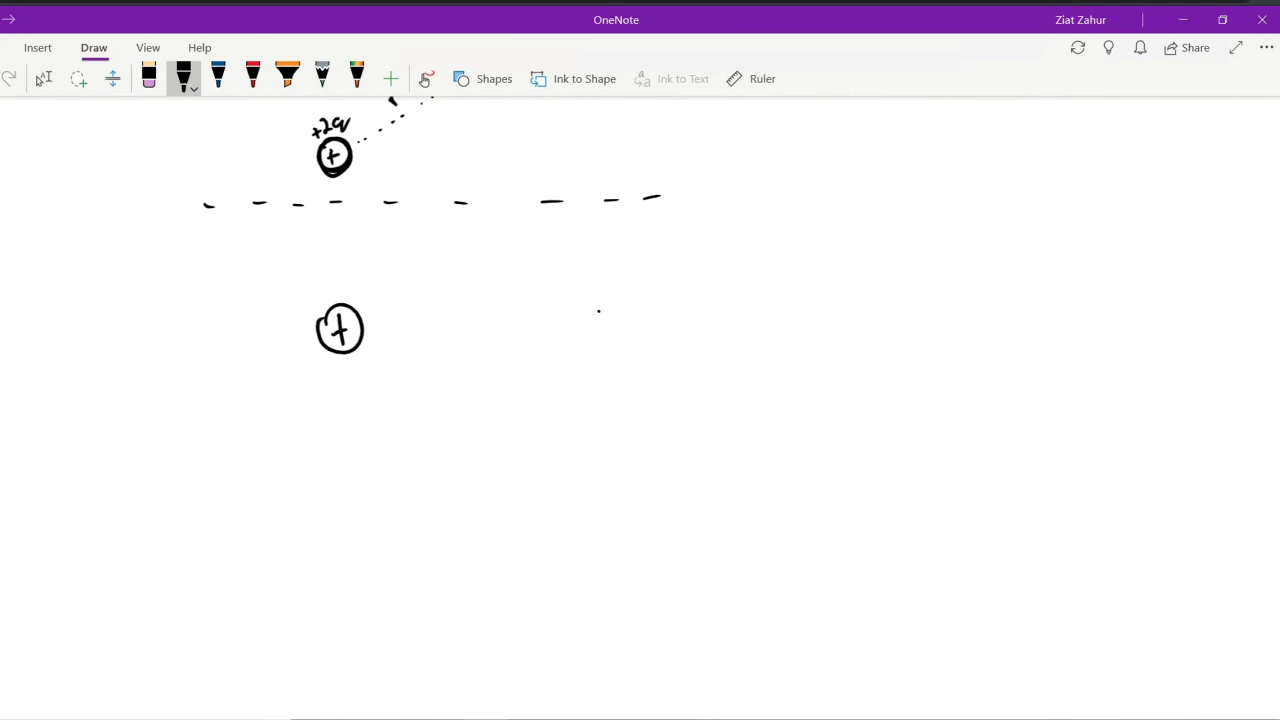 OneNote
Ziat Zahur
Insert Draw View Help
Share
Shapes Ink to Shape Ink to Text Ruler
+2q
+
+